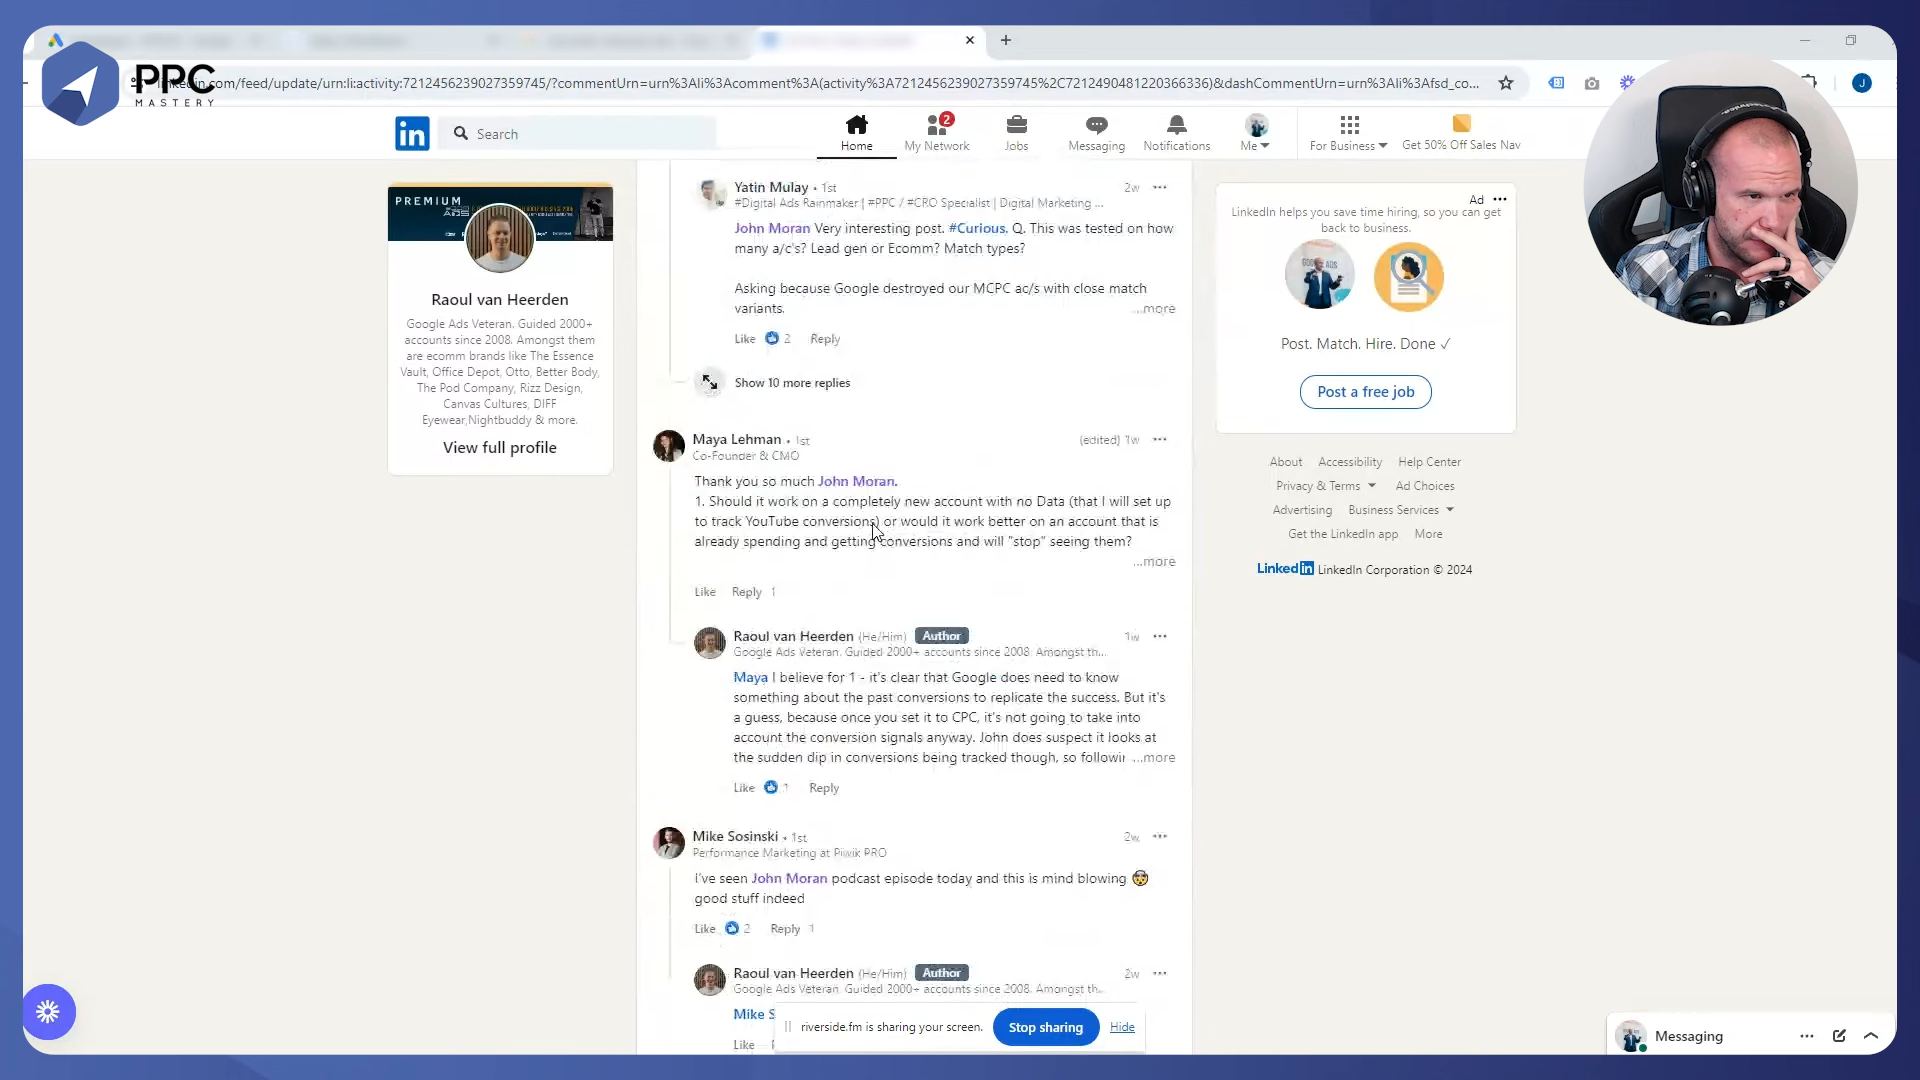 PPC
MASTERY
.com/feed/update/urn:li:activity:7212456239027359745/?commentUrn=urn%3Ali%3Acomment%3A(activity%3A7212456239027359745%2C7212490481220366336)&dashCommentUrn=urn%3Ali%3Afsd_co...
J
in
Search
Home
2
My Network
Jobs
Messaging
Notifications
Me
For Business
Get 50% Off Sales Nav
PREMIUM
Raoul van Heerden
Google Ads Veteran. Guided 2000+
accounts since 2008. Amongst them
are ecomm brands like The Essence
Vault, Office Depot, Otto, Better Body,
The Pod Company, Rizz Design,
Canvas Cultures, DIFF
Eyewear,Nightbuddy & more.
View full profile
Yatin Mulay • 1st
2w
#Digital Ads Rainmaker | #PPC / #CRO Specialist | Digital Marketing ...
John Moran Very interesting post. #Curious, Q. This was tested on how
many a/c's? Lead gen or Ecomm? Match types?
Asking because Google destroyed our MCPC ac/s with close match
variants.
...more
Like 2 Reply
Show 10 more replies
Maya Lehman • 1st
(edited) 1w
Co-Founder & CMO
Thank you so much John Moran.
1. Should it work on a completely new account with no Data (that I will set up
to track YouTube conversions) or would it work better on an account that is
already spending and getting conversions and will "stop" seeing them?
...more
Like Reply 1
Raoul van Heerden (He/Him) Author
1w
Google Ads Veteran. Guided 2000+ accounts since 2008. Amongst th...
Maya I believe for 1 - it's clear that Google does need to know
something about the past conversions to replicate the success. But it's
a guess, because once you set it to CPC, it's not going to take into
account the conversion signals anyway. John does suspect it looks at
the sudden dip in conversions being tracked though, so followin ...more
Like 1 Reply
Mike Sosinski • 1st
2w
Performance Marketing at Piwik PRO
I've seen John Moran podcast episode today and this is mind blowing 🤯
good stuff indeed
Like 2 Reply 1
Raoul van Heerden (He/Him) Author
2w
Google Ads Veteran. Guided 2000+ accounts since 2008. Amongst th...
Mike S
Like
riverside.fm is sharing your screen.
Stop sharing
Hide
Ad
LinkedIn helps you save time hiring, so you can get
back to business.
Post. Match. Hire. Done ✓
Post a free job
About Accessibility Help Center
Privacy & Terms Ad Choices
Advertising Business Services
Get the LinkedIn app More
LinkedIn LinkedIn Corporation © 2024
Messaging